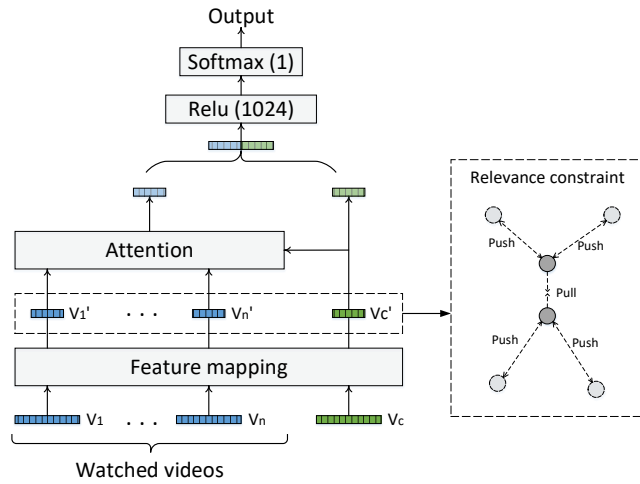 Output
Softmax (1)
Relu (1024)
Relevance constraint
Push
Push
Attention
Pull
V1'
. . .
Vn'
Vc'
Push
Push
Feature mapping
V1
. . .
Vn
Vc
Watched videos